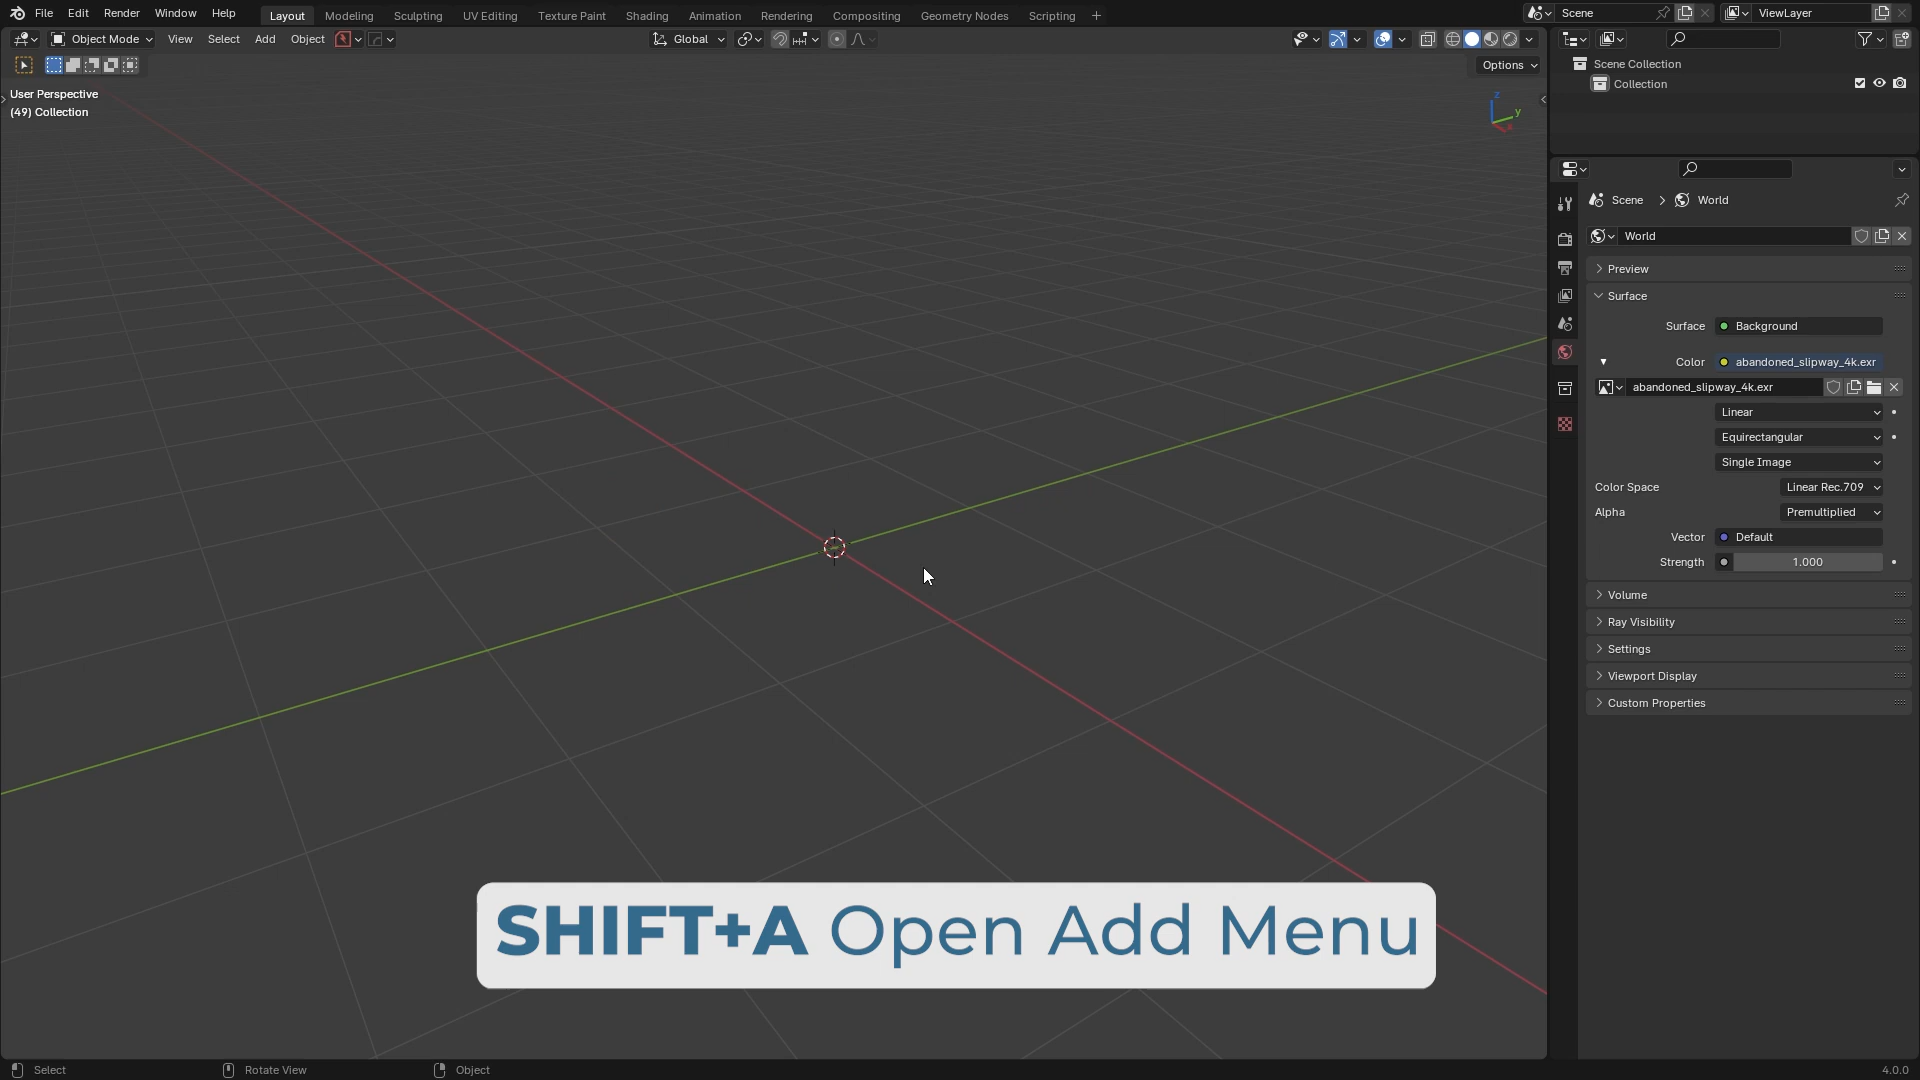 File Edit Render Window Help Layout Modeling Sculpting UV Editing Texture Paint Shading Animation Rendering Compositing Geometry Nodes Scripting + Scene ViewLayer
Object Mode View Select Add Object Global
Options
User Perspective
(49) Collection
z
y
x
Scene Collection
Collection
Scene > World
World
Preview
Surface
Surface Background
Color abandoned_slipway_4k.exr
abandoned_slipway_4k.exr
Linear
Equirectangular
Single Image
Color Space Linear Rec.709
Alpha Premultiplied
Vector Default
Strength 1.000
Volume
Ray Visibility
Settings
Viewport Display
Custom Properties
SHIFT+A Open Add Menu
Select Rotate View Object 4.0.0